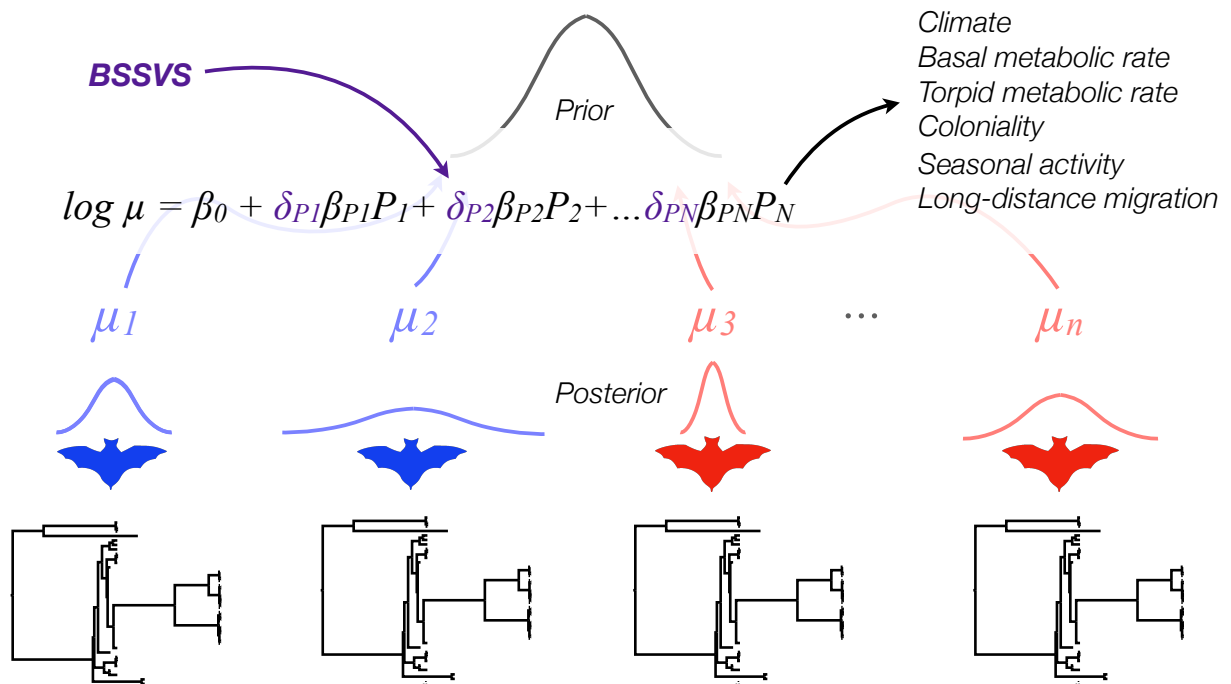 Climate
Basal metabolic rate
Torpid metabolic rate
Coloniality
Seasonal activity
Long-distance migration
BSSVS
Prior
log μ = β0 + δP1βP1P1+ δP2βP2P2+...δPNβPNPN
μ1 μ2 μ3 ... μn
Posterior